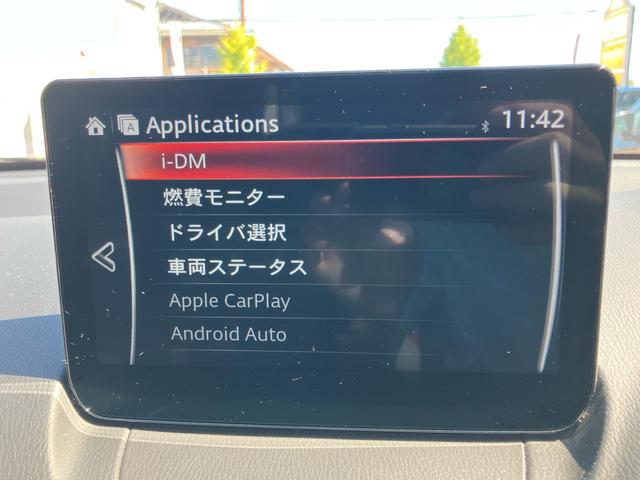 Applications
11:42
i-DM
燃費モニター
ドライバ選択
車両ステータス
Apple CarPlay
Android Auto